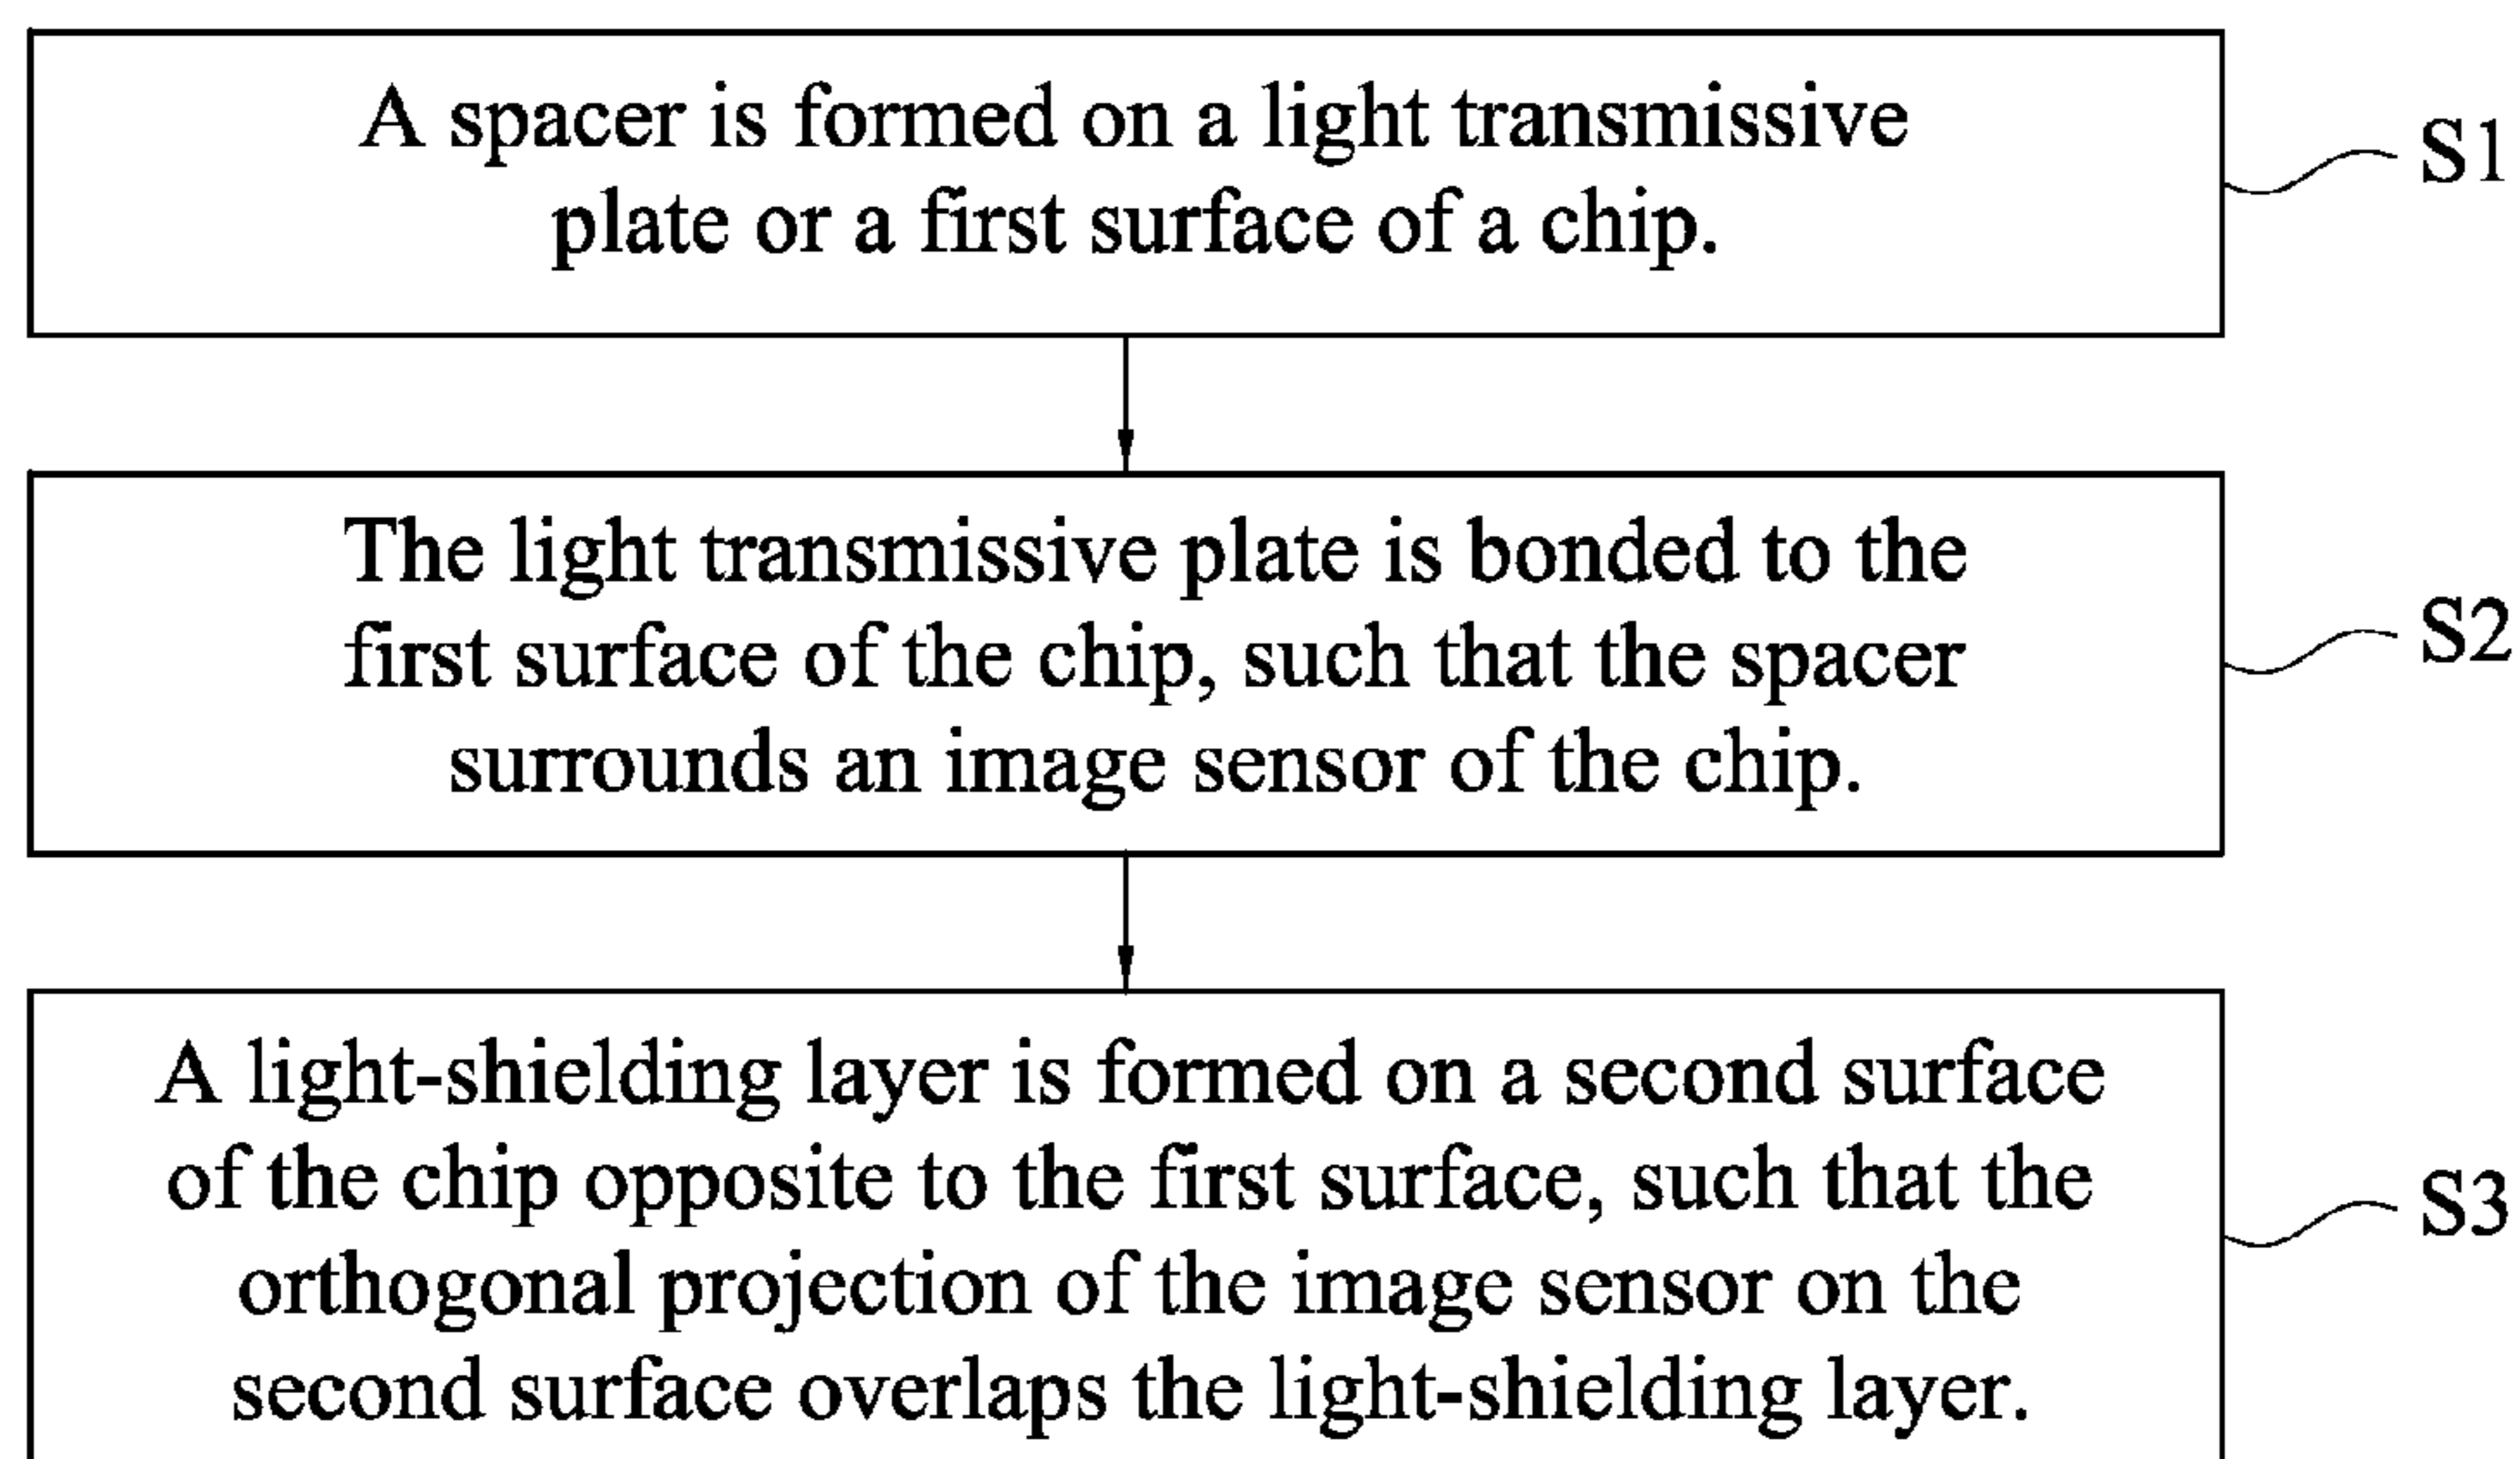 A spacer is formed on a light transmissive
plate or a first surface of a chip.
S1
The light transmissive plate is bonded to the
first surface of the chip, such that the spacer
surrounds an image sensor of the chip.
S2
A light-shielding layer is formed on a second surface
of the chip opposite to the first surface, such that the
orthogonal projection of the image sensor on the
second surface overlaps the light-shielding layer.
S3